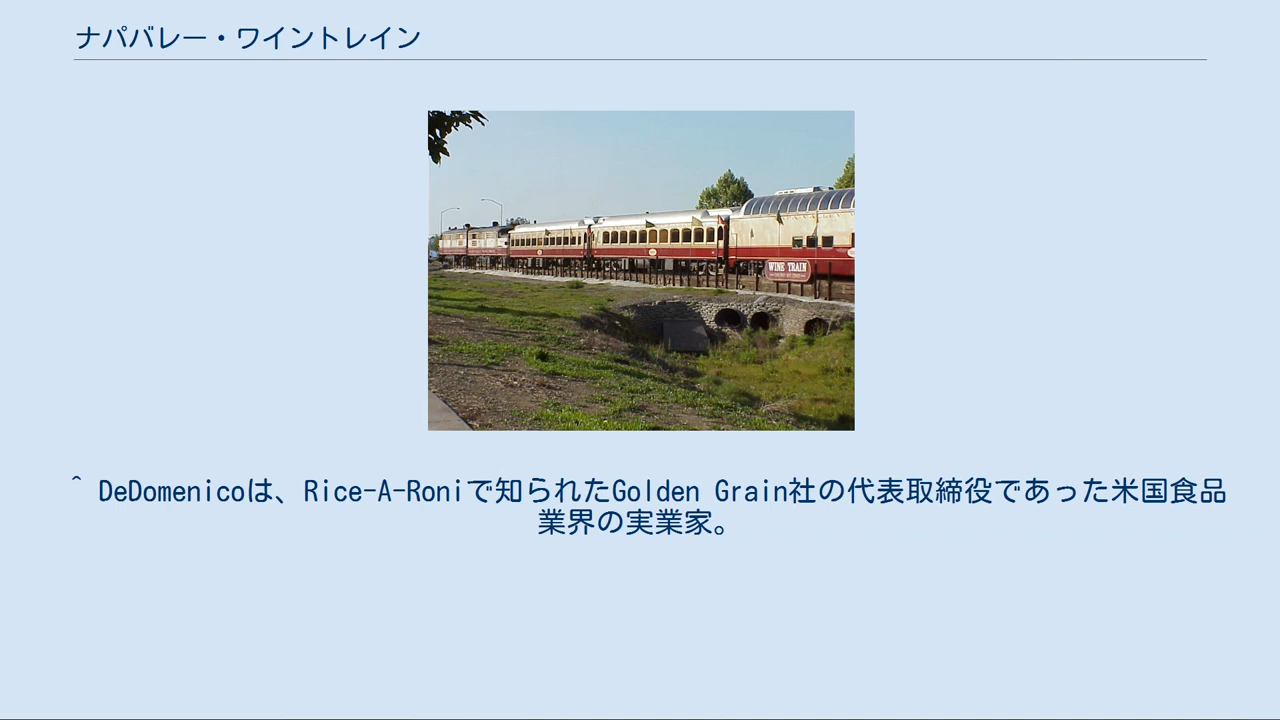 ナパバレー・ワイントレイン
WINE TRAIN
^ DeDomenicoは、Rice-A-Roniで知られたGolden Grain社の代表取締役であった米国食品
業界の実業家。